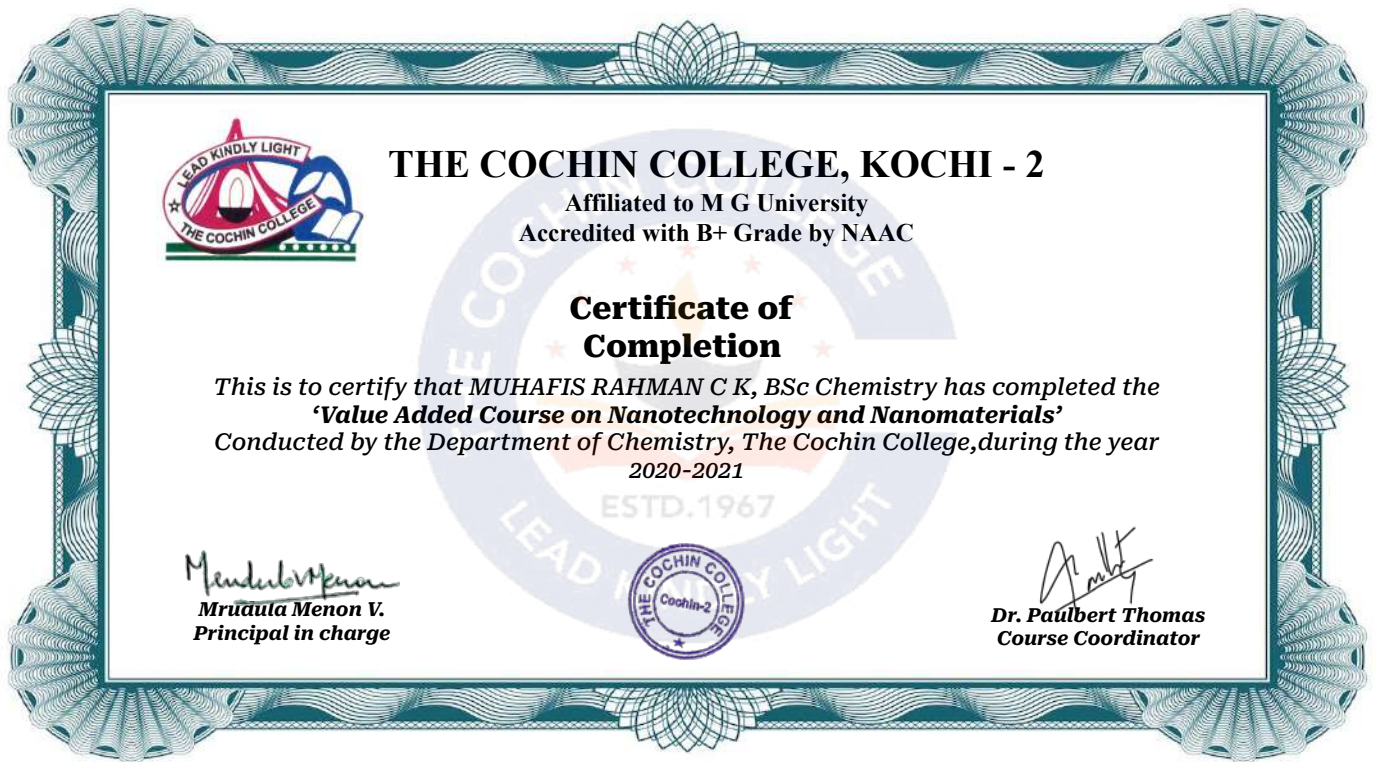 LEAD KINDLY LIGHT
THE COCHIN COLLEGE
THE COCHIN COLLEGE, KOCHI - 2
Affiliated to M G University
Accredited with B+ Grade by NAAC
THE COCHIN COLLEGE
Certificate of
Completion
This is to certify that MUHAFIS RAHMAN C K, BSc Chemistry has completed the
‘Value Added Course on Nanotechnology and Nanomaterials’
Conducted by the Department of Chemistry, The Cochin College,during the year
2020-2021
ESTD.1967
LEAD KINDLY LIGHT
Mrudula Menon V.
Principal in charge
THE COCHIN COLLEGE
Cochin-2
Dr. Paulbert Thomas
Course Coordinator